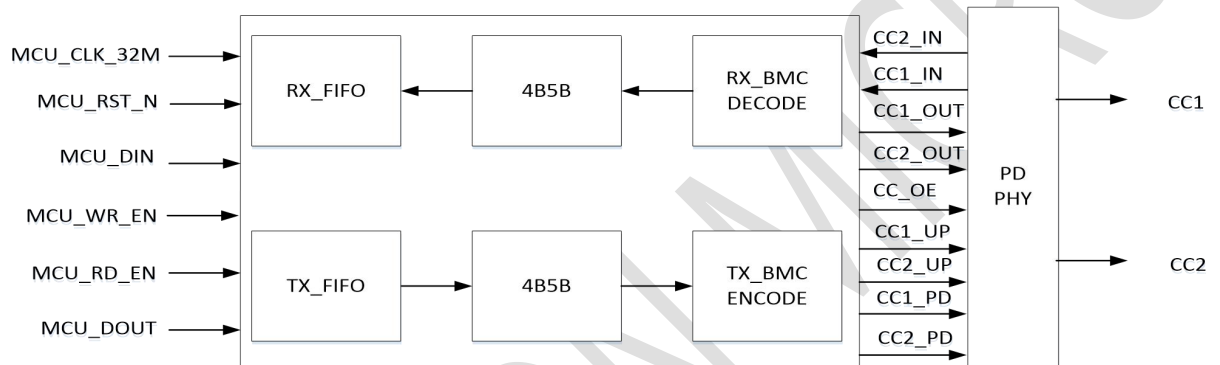 MCU_CLK_32M
MCU_RST_N
MCU_DIN
MCU_WR_EN
MCU_RD_EN
MCU_DOUT
RX_FIFO
4B5B
RX_BMC
DECODE
TX_FIFO
4B5B
TX_BMC
ENCODE
CC2_IN
CC1_IN
CC1_OUT
CC2_OUT
CC_OE
CC1_UP
CC2_UP
CC1_PD
CC2_PD
PD
PHY
CC1
CC2